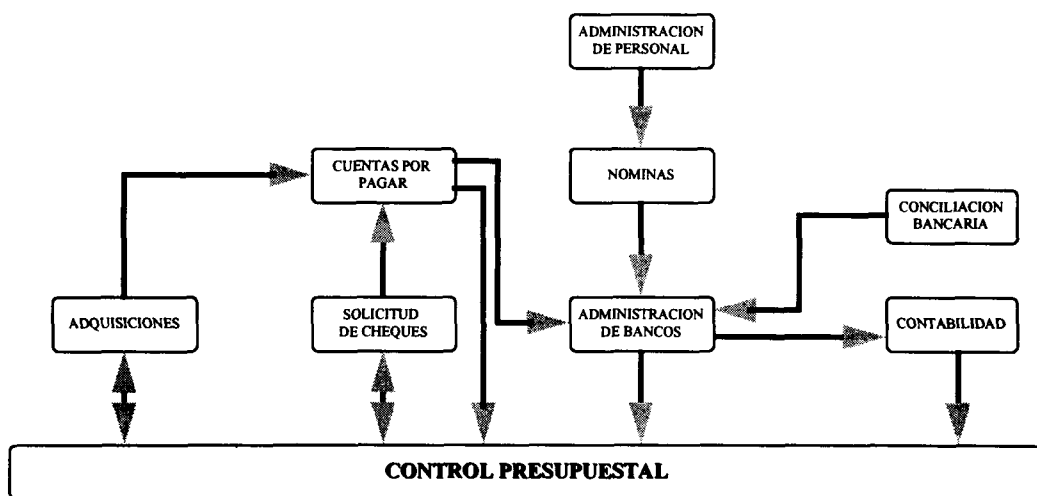 ADMINISTRACION
DE PERSONAL
CUENTAS POR
PAGAR
NOMINAS
CONCILIACION
BANCARIA
ADQUISICIONES
SOLICITUD
DE CHEQUES
ADMINISTRACION
DE BANCOS
CONTABILIDAD
CONTROL PRESUPUESTAL